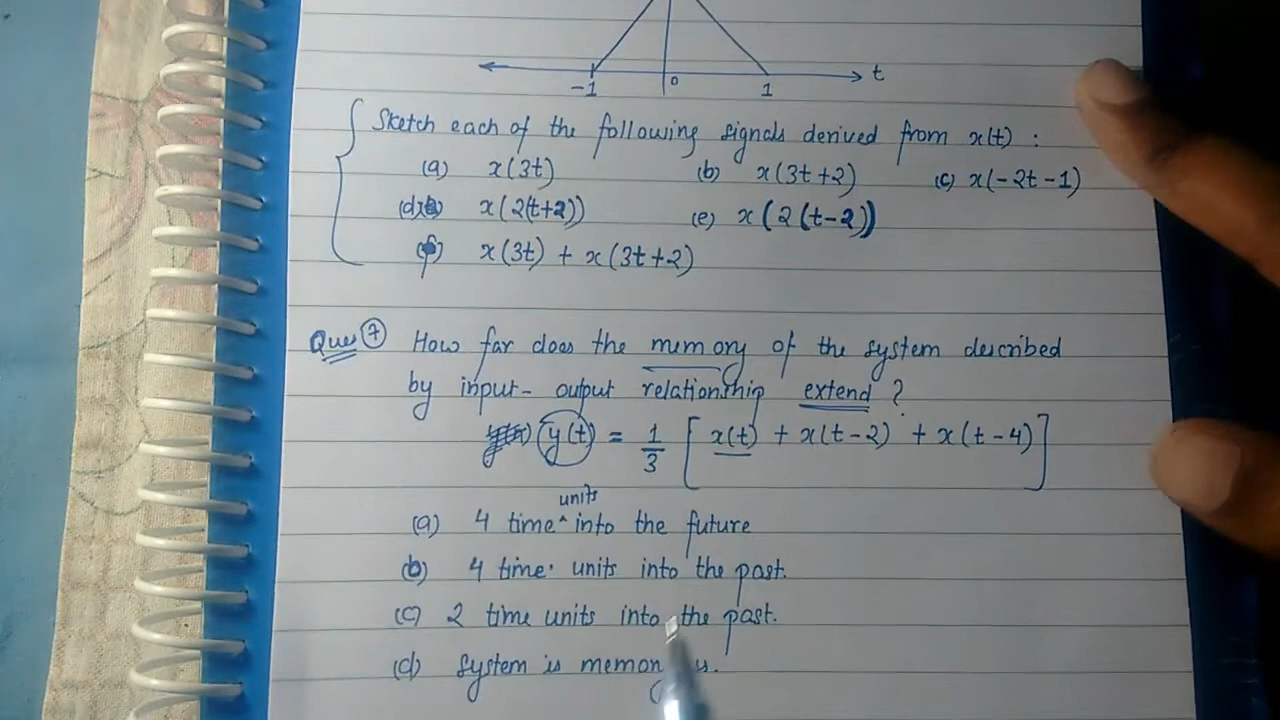 -1 0 1 t
Sketch each of the following signals derived from x(t) :
(a) x(3t) (b) x(3t+2) (c) x(-2t-1)
(d) x(2(t+2)) (e) x(2(t-2))
(f) x(3t) + x(3t+2)
Ques 7 How far does the memory of the system described
by input-output relationship extend ?
y(t) = 1/3 [ x(t) + x(t-2) + x(t-4) ]
units
(a) 4 time ^ into the future
(b) 4 time units into the past.
(c) 2 time units into the past.
(d) system is